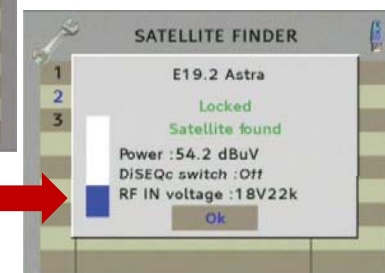 SATELLITE FINDER
1
2
3
E19.2 Astra
Locked
Satellite found
Power :54.2 dBuV
DiSEQc switch :Off
RF IN voltage :18V22k
Ok